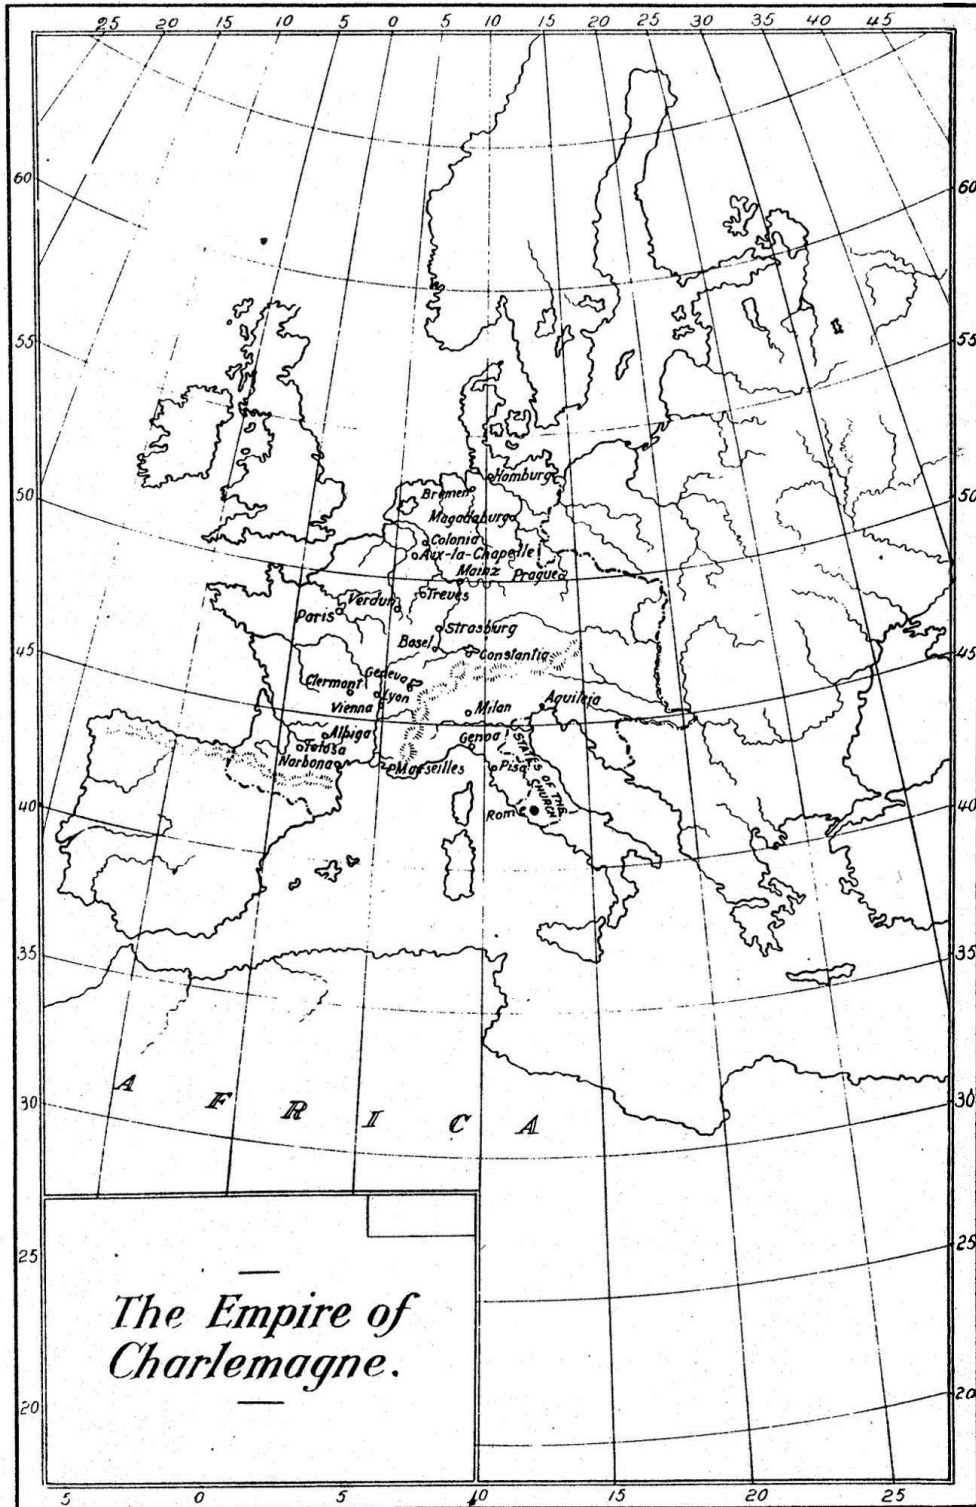 25 20 15 10 5 0 5 10 15 20 25 30 35 40 45
60 60
55 55
50 50
45 45
40 40
35 35
30 30
25 25
20 20
Hamburg
Bremen
Magadeburg
Colonia
Aix-la-Chapelle
Mainz
Prague
Treves
Verdun
Paris
Strasburg
Basel
Constantia
Geneva
Clermont
Lyon
Vienna
Milan
Aquileja
Albiga
Genoa
Tolosa
Narbona
Marseilles
Pisa
STATES OF THE
CHURCH
Rome
A F R I C A
The Empire of
Charlemagne.
5 0 5 10 15 20 25